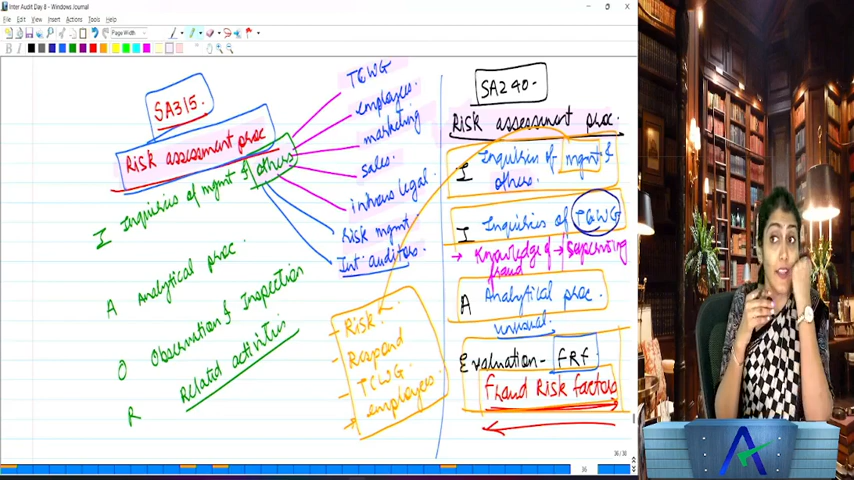 Inter Audit Day 8 - Windows Journal
File Edit View Insert Actions Tools Help
Page Width
SA315.
Risk assessment proc
I Inquiries of mgmt & others
A Analytical proc.
O Observation & Inspection
R Related activities
TCWG
employees.
marketing
sales.
inhouse legal.
Risk mgmt
Int auditors.
Risk.
Respond
TCWG
employees.
SA240.
Risk assessment proc.
I Inquiries of mgmt & others.
I Inquiries of TCWG
→ Knowledge of fraud
→ Supervising
A Analytical proc.
unusual.
Evaluation - FRF.
Fraud Risk factors
36/36
36